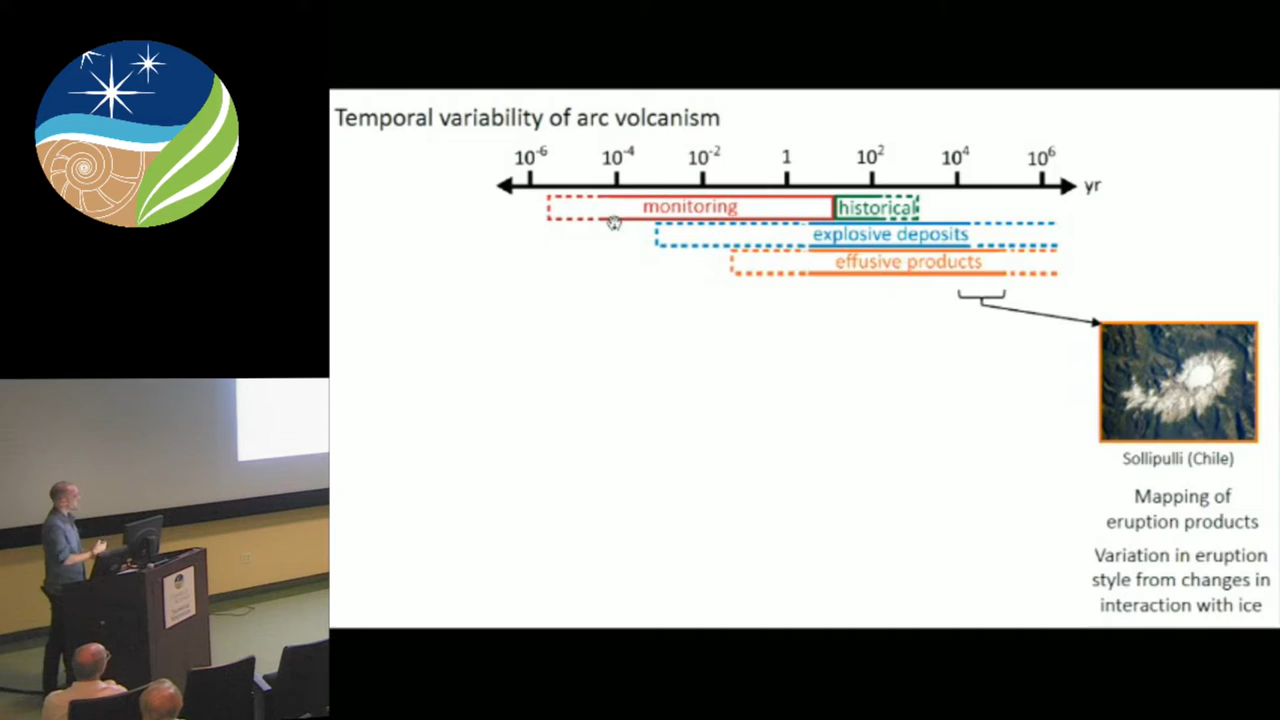 Temporal variability of arc volcanism
10-6 10-4 10-2 1 102 104 106
yr
monitoring historical
explosive deposits
effusive products
Sollipulli (Chile)
Mapping of
eruption products
Variation in eruption
style from changes in
interaction with ice